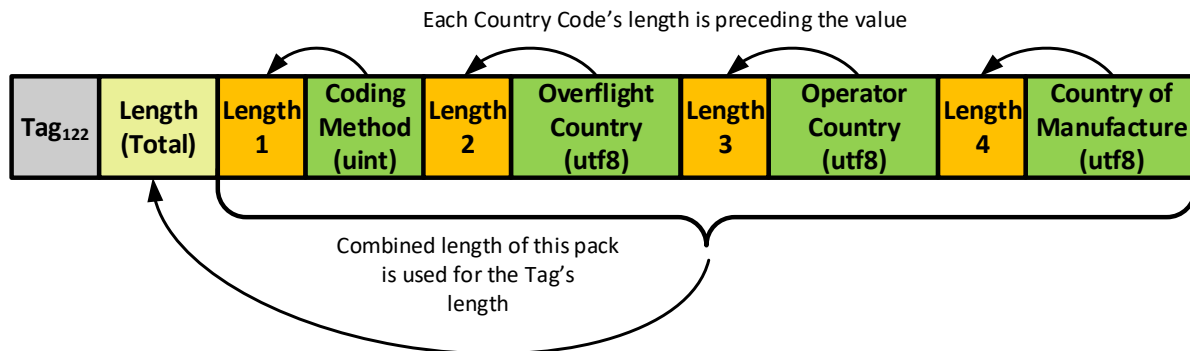 Each Country Code’s length is preceding the value
Tag122
Length
(Total)
Length
1
Coding
Method
(uint)
Length
2
Overflight
Country
(utf8)
Length
3
Operator
Country
(utf8)
Length
4
Country of
Manufacture
(utf8)
Combined length of this pack
is used for the Tag’s
length